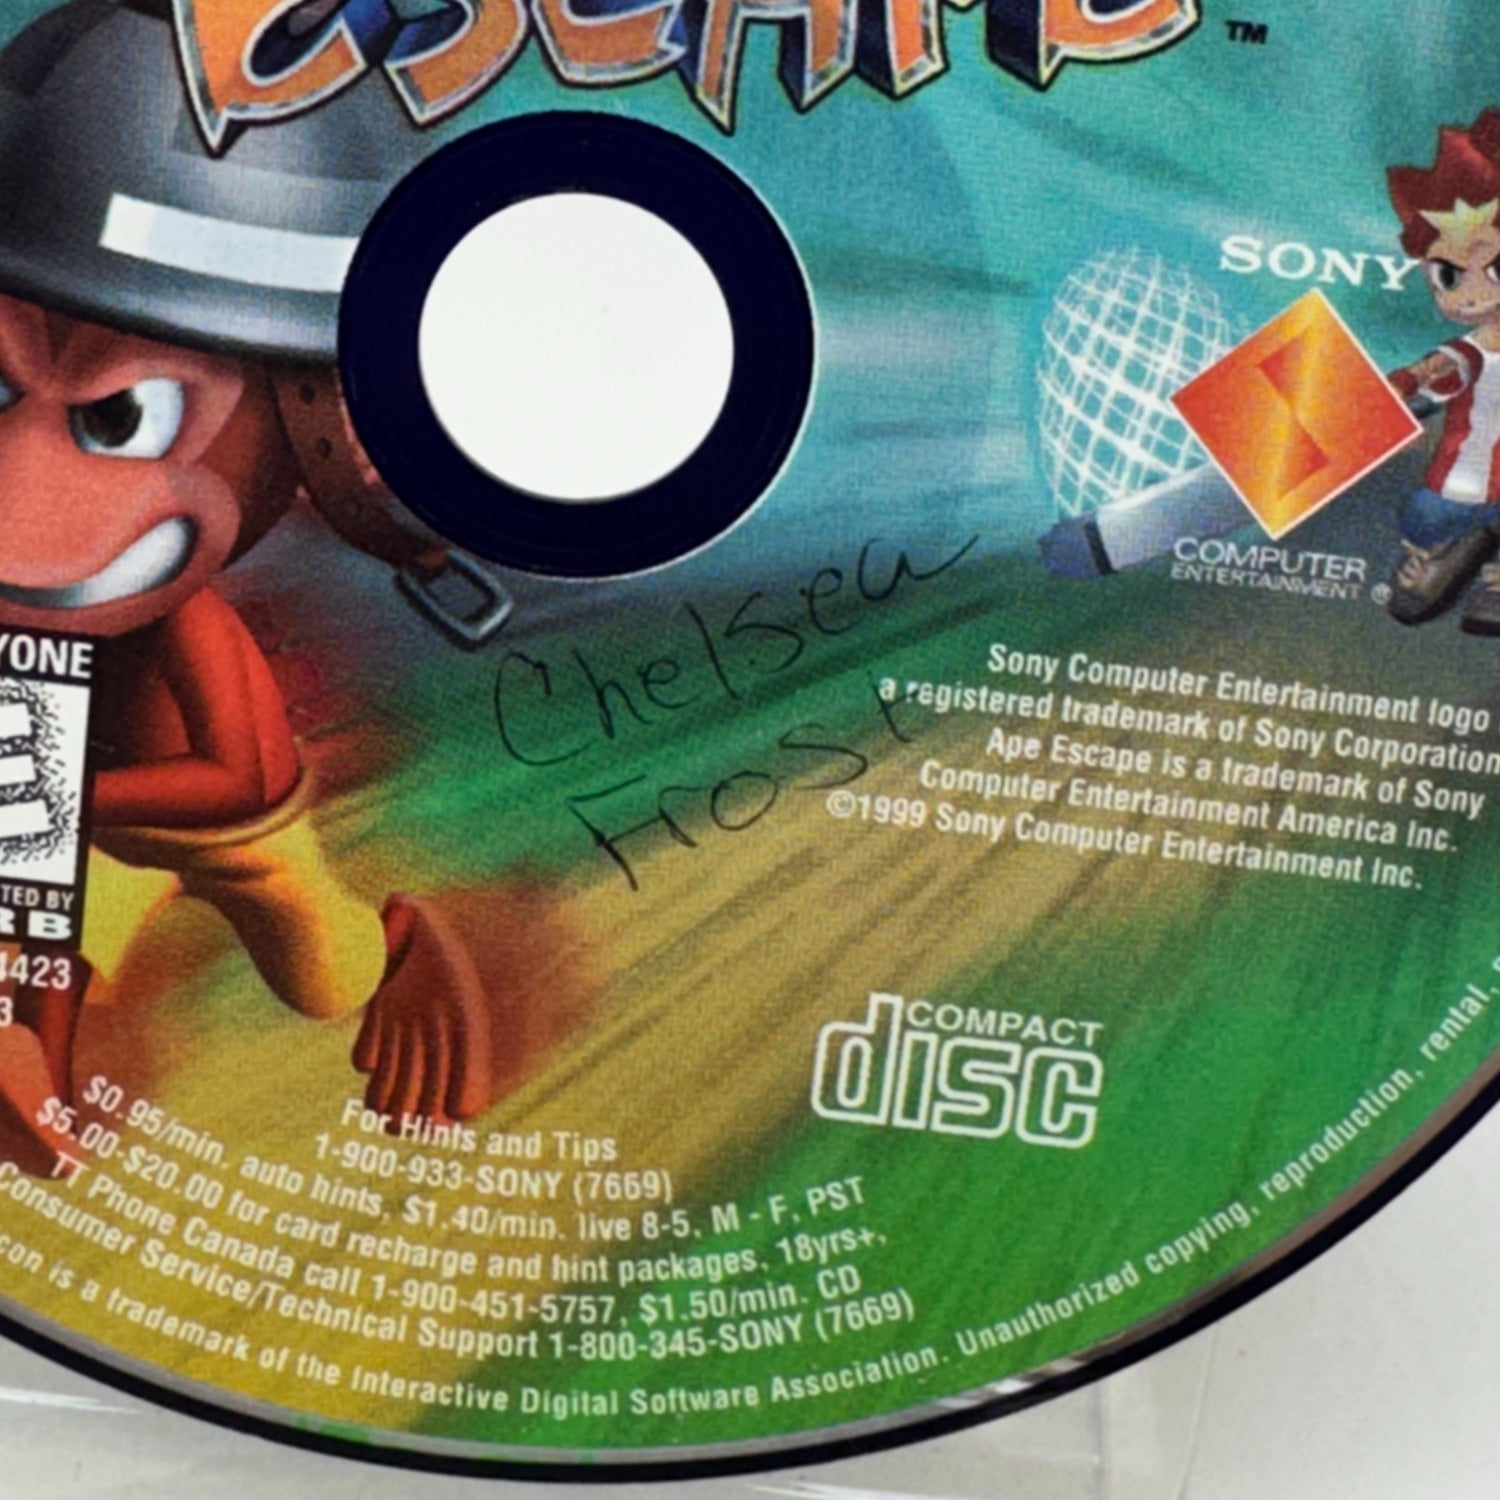 ESCAPE™
SONY
COMPUTER
ENTERTAINMENT®
Chelsea
Frost
Sony Computer Entertainment logo
a registered trademark of Sony Corporation
Ape Escape is a trademark of Sony
Computer Entertainment America Inc.
©1999 Sony Computer Entertainment Inc.
YONE
TED BY
RB
4423
3
COMPACT
disc
For Hints and Tips
1-900-933-SONY (7669)
$0.95/min. auto hints, $1.40/min. live 8-5, M - F, PST
$5.00-$20.00 for card recharge and hint packages, 18yrs+,
TT Phone Canada call 1-900-451-5757, $1.50/min. CD
Consumer Service/Technical Support 1-800-345-SONY (7669)
con is a trademark of the Interactive Digital Software Association. Unauthorized copying, reproduction, rental,